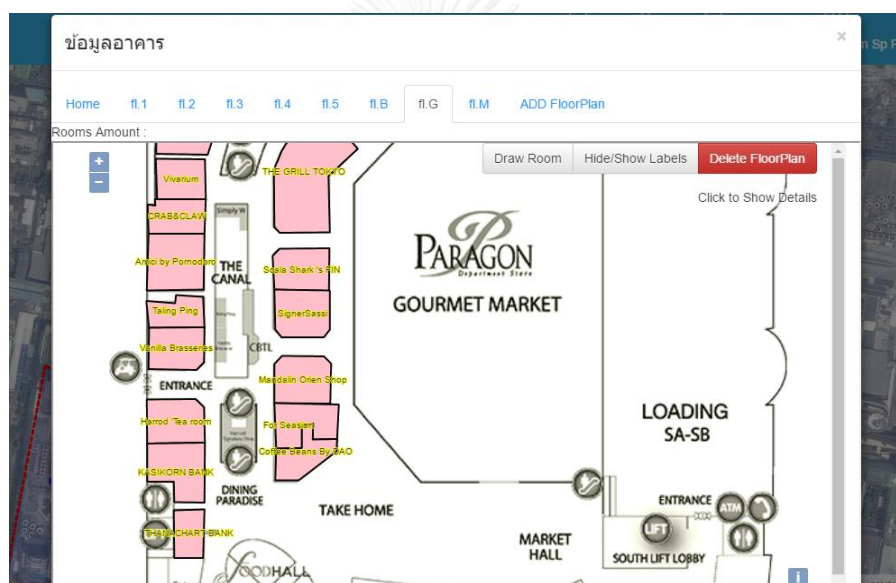 ข้อมูลอาคาร
×
n Sp P
Home fl.1 fl.2 fl.3 fl.4 fl.5 fl.B fl.G fl.M ADD FloorPlan
Rooms Amount :
+
−
Draw Room Hide/Show Labels Delete FloorPlan
Click to Show Details
Vivarium
THE GRILL TOKYO
CRAB&CLAW
Simply W
Amici by Pomodoro
THE
CANAL
Scala Shark 's FIN
PARAGON
Department Store
GOURMET MARKET
Taling Ping
SignerSassi
Vanilla Brasseries
CBTL
ENTRANCE
Mandalin Orien Shop
Harrod 'Tea room
For Seasjen
Coffee Beans By DAO
KASIKORN BANK
DINING
PARADISE
TAKE HOME
THANACHART BANK
FOODHALL
LOADING
SA-SB
ENTRANCE
ATM
LIFT
MARKET
HALL
SOUTH LIFT LOBBY
i